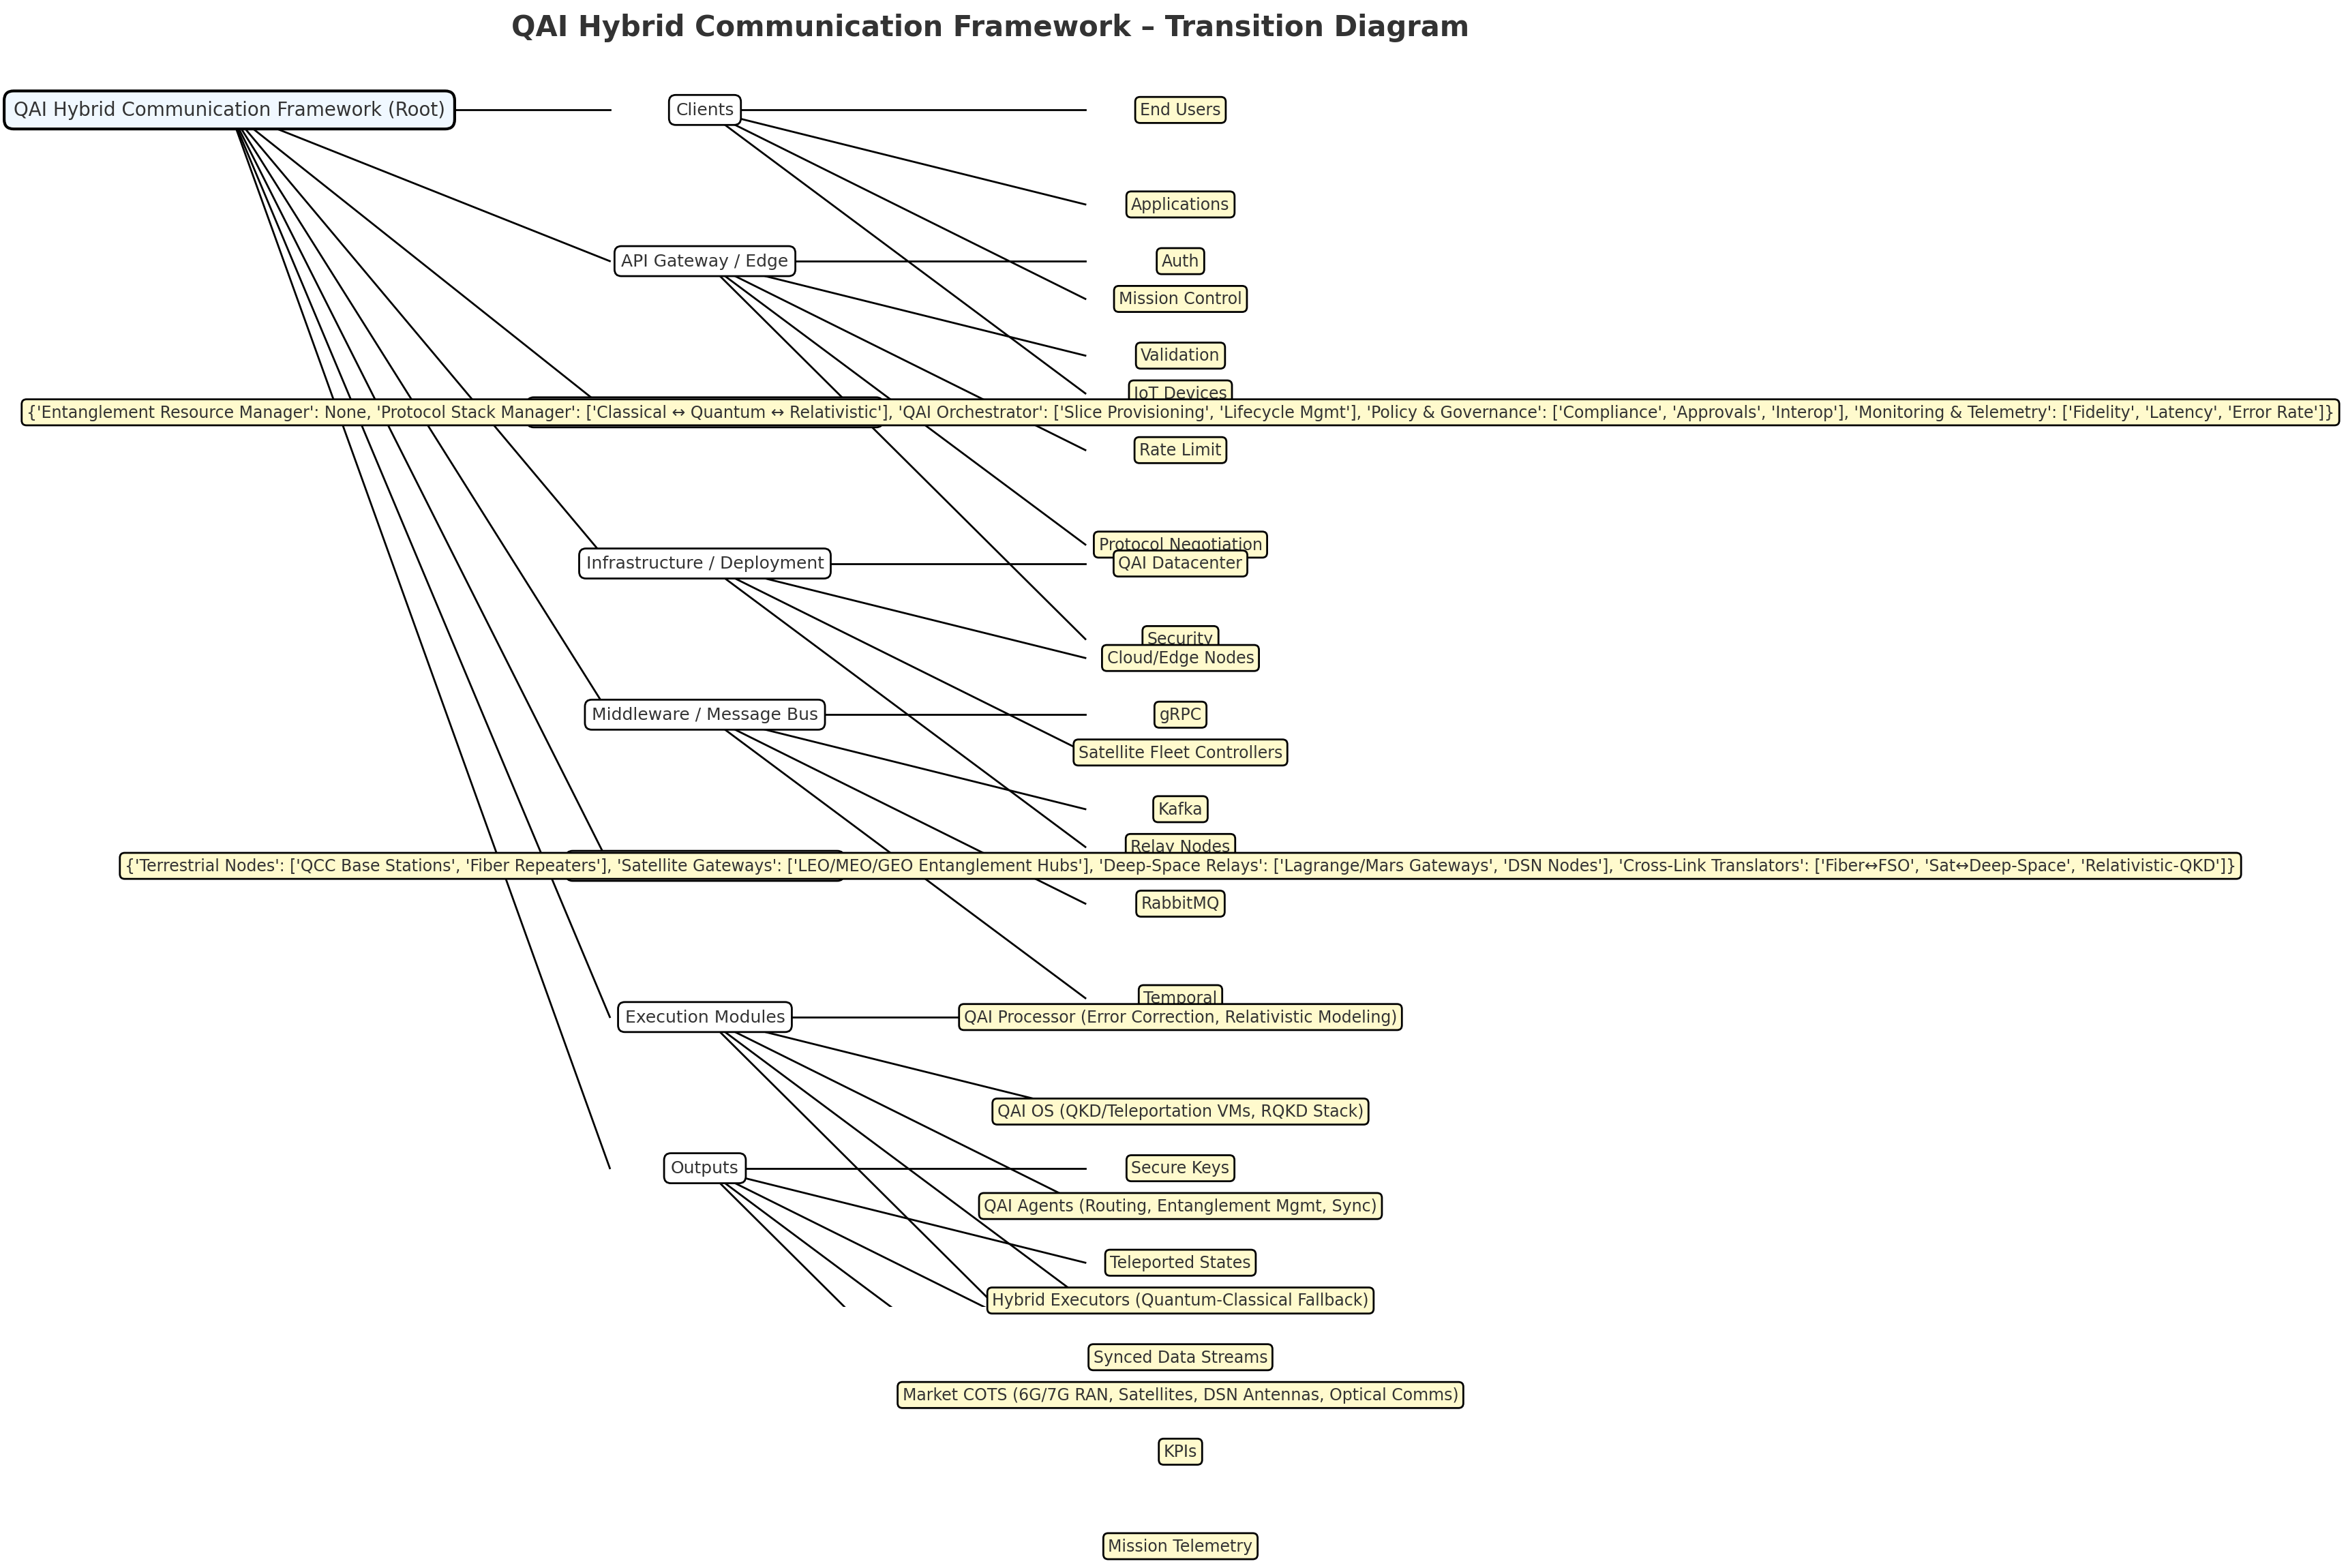 QAI Hybrid Communication Framework – Transition Diagram
QAI Hybrid Communication Framework (Root)
Clients
End Users
Applications
API Gateway / Edge
Auth
Mission Control
Validation
IoT Devices
{'Entanglement Resource Manager': None, 'Protocol Stack Manager': ['Classical ↔ Quantum ↔ Relativistic'], 'QAI Orchestrator': ['Slice Provisioning', 'Lifecycle Mgmt'], 'Policy & Governance': ['Compliance', 'Approvals', 'Interop'], 'Monitoring & Telemetry': ['Fidelity', 'Latency', 'Error Rate']}
Rate Limit
Protocol Negotiation
Infrastructure / Deployment
QAI Datacenter
Security
Cloud/Edge Nodes
Middleware / Message Bus
gRPC
Satellite Fleet Controllers
Kafka
Relay Nodes
{'Terrestrial Nodes': ['QCC Base Stations', 'Fiber Repeaters'], 'Satellite Gateways': ['LEO/MEO/GEO Entanglement Hubs'], 'Deep-Space Relays': ['Lagrange/Mars Gateways', 'DSN Nodes'], 'Cross-Link Translators': ['Fiber↔FSO', 'Sat↔Deep-Space', 'Relativistic-QKD']}
RabbitMQ
Temporal
Execution Modules
QAI Processor (Error Correction, Relativistic Modeling)
QAI OS (QKD/Teleportation VMs, RQKD Stack)
Outputs
Secure Keys
QAI Agents (Routing, Entanglement Mgmt, Sync)
Teleported States
Hybrid Executors (Quantum-Classical Fallback)
Synced Data Streams
Market COTS (6G/7G RAN, Satellites, DSN Antennas, Optical Comms)
KPIs
Mission Telemetry